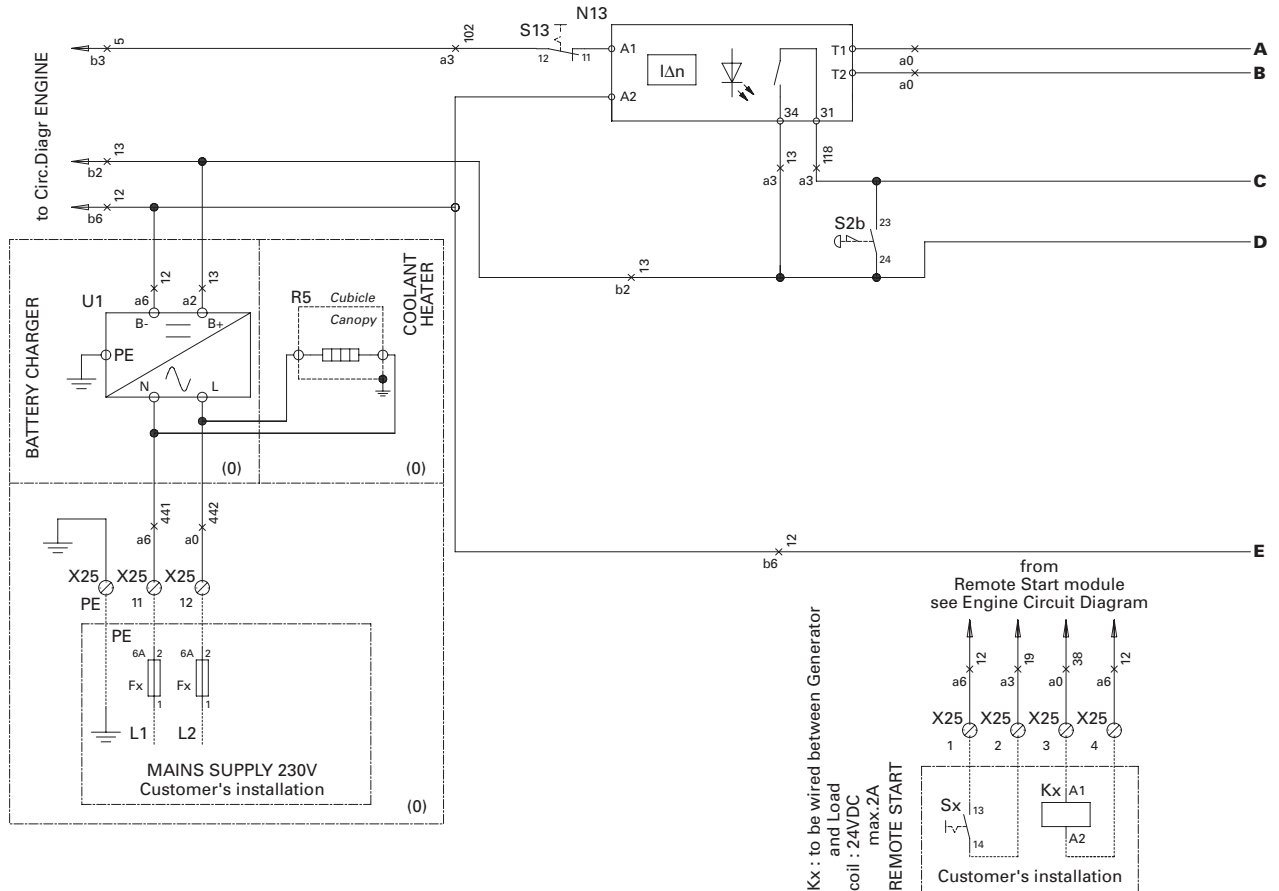 N13
S13
12
11
A1
A2
I∆n
T1
T2
34
31
a0
a0
A
B
5
b3
102
a3
to Circ.Diagr ENGINE
13
b2
12
b6
13
a3
118
a3
C
S2b
23
24
D
13
b2
BATTERY CHARGER
U1
12
a6
13
a2
B-
B+
PE
N
L
(0)
R5
Cubicle
Canopy
COOLANT
HEATER
(0)
441
a6
442
a0
X25
X25
X25
PE
11
12
PE
6A
2
Fx
1
6A
2
Fx
1
L1
L2
MAINS SUPPLY 230V
Customer's installation
(0)
12
b6
E
from
Remote Start module
see Engine Circuit Diagram
12
a6
19
a3
38
a0
12
a6
X25
X25
X25
X25
1
2
3
4
Kx : to be wired between Generator
and Load
coil : 24VDC
max.2A
REMOTE START
Sx
13
14
Kx
A1
A2
Customer's installation